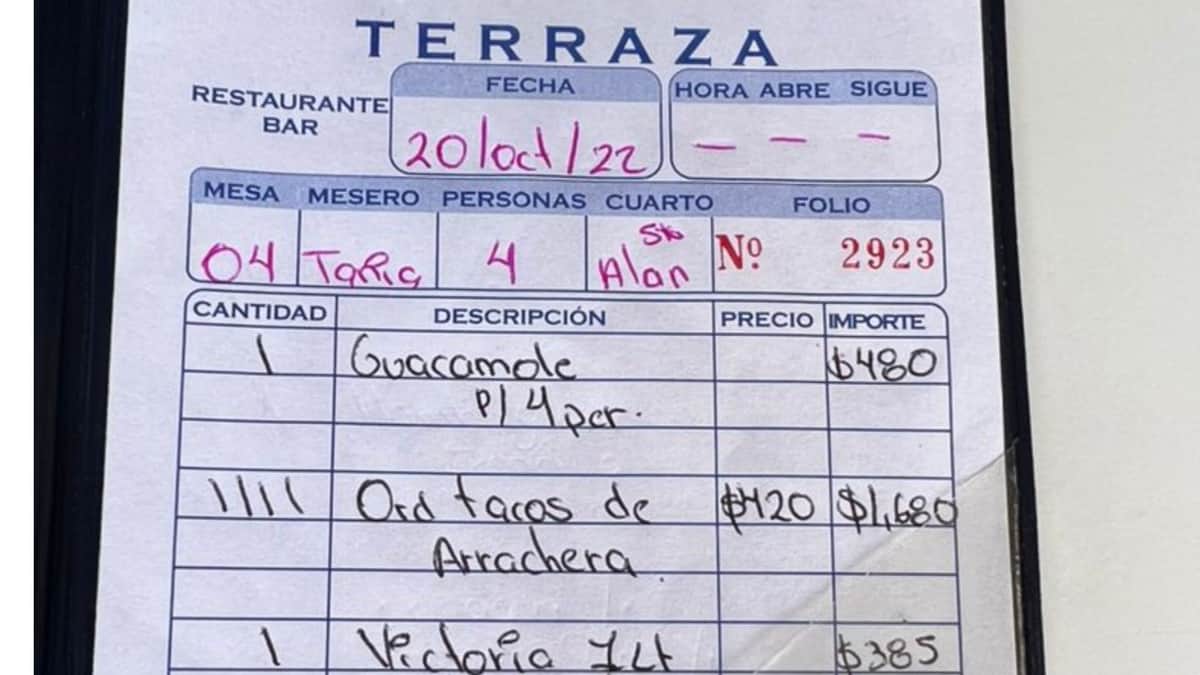 TERRAZA
RESTAURANTE
BAR
FECHA
20/oct/22
HORA ABRE SIGUE
— — —
MESA MESERO PERSONAS CUARTO FOLIO
04 4 Alan Nº 2923
CANTIDAD DESCRIPCIÓN PRECIO IMPORTE
1 Guacamole $480
p/ 4 per.
1111 Ord tacos de $420 $1,680
Arrachera.
1 Victoria 1Lt $385